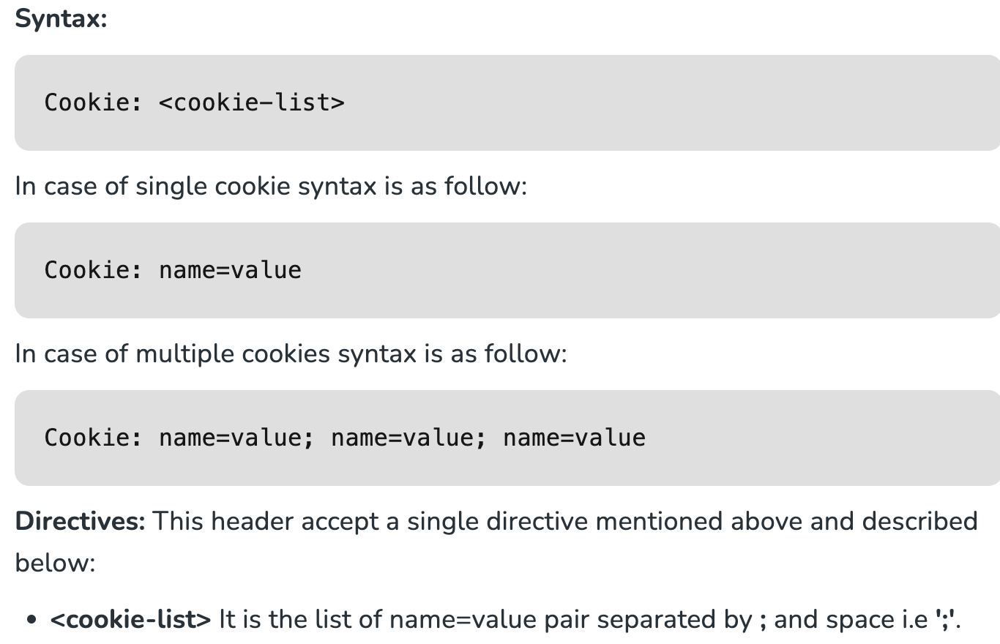 Syntax:
Cookie: <cookie-list>
In case of single cookie syntax is as follow:
Cookie: name=value
In case of multiple cookies syntax is as follow:
Cookie: name=value; name=value; name=value
Directives: This header accept a single directive mentioned above and described
below:
• <cookie-list> It is the list of name=value pair separated by ; and space i.e ';'.